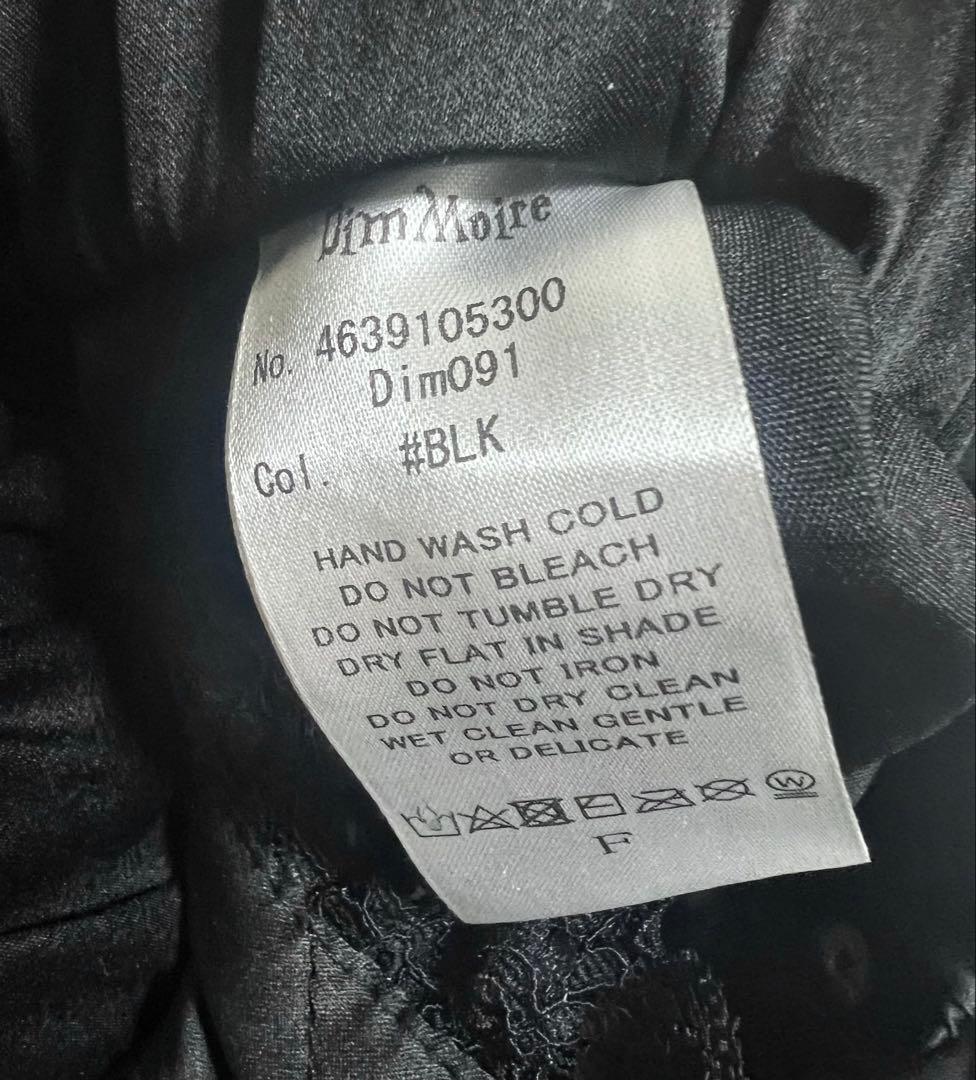 Dim Moire
No. 4639105300
Dim091
Col. #BLK
HAND WASH COLD
DO NOT BLEACH
DO NOT TUMBLE DRY
DRY FLAT IN SHADE
DO NOT IRON
DO NOT DRY CLEAN
WET CLEAN GENTLE
OR DELICATE
W
F